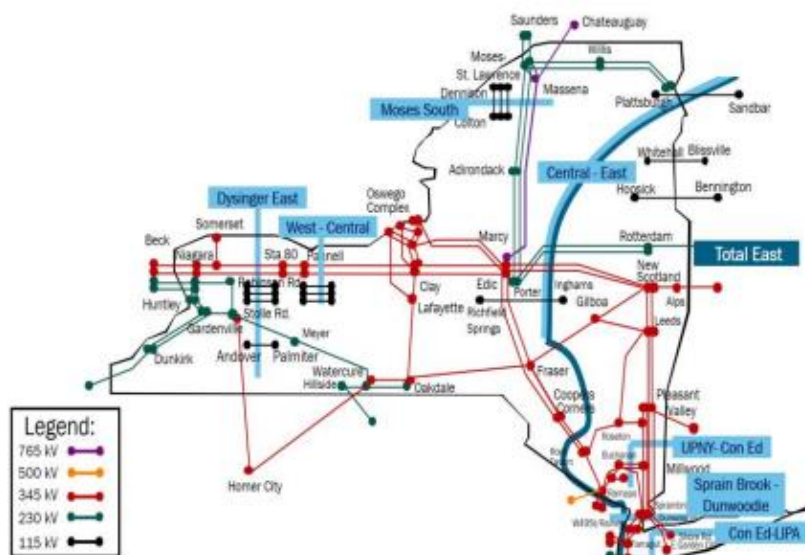 Saunders
Chateauguay
Moses-
St. Lawrence
Willis
Massena
Dennison
Moses South
Colton
Plattsburgh
Sandbar
Adirondack
Central - East
Whitehall
Blissville
Hoosick
Bennington
Dysinger East
Oswego
Complex
West - Central
Somerset
Beck
Niagara
Sta.80
Pannell
Marcy
Rotterdam
Total East
Clay
Edic
Porter
Inghams
New
Scotland
Huntley
Robinson Rd.
Lafayette
Richfield
Springs
Gilboa
Alps
Stolle Rd.
Gardenville
Leeds
Meyer
Dunkirk
Andover
Palmiter
Watercure
Hillside
Oakdale
Fraser
Coopers
Corners
Pleasant
Valley
Roseton
Legend:
765 kV
500 kV
345 kV
230 kV
115 kV
Homer City
Buchanan
UPNY- Con Ed
Millwood
Ramapo
Sprain Brook -
Dunwoodie
Con Ed-LIPA